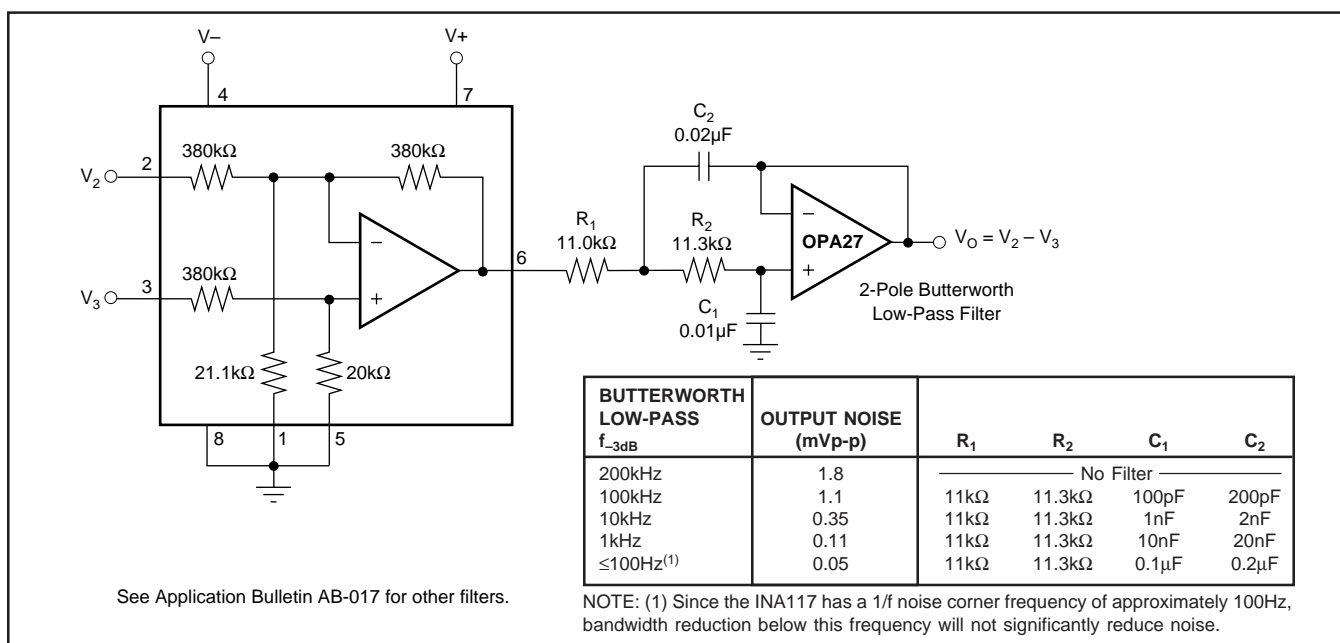 V– V+
4 7
C2
0.02µF
380kΩ 380kΩ
V2 2
R1 R2
11.0kΩ 11.3kΩ
–
OPA27
+
VO = V2 – V3
–
+
6
380kΩ
V3 3
2-Pole Butterworth
Low-Pass Filter
C1
0.01µF
21.1kΩ 20kΩ
8 1 5
BUTTERWORTH
LOW-PASS OUTPUT NOISE
f–3dB (mVp-p) R1 R2 C1 C2
200kHz 1.8 No Filter
100kHz 1.1 11kΩ 11.3kΩ 100pF 200pF
10kHz 0.35 11kΩ 11.3kΩ 1nF 2nF
1kHz 0.11 11kΩ 11.3kΩ 10nF 20nF
≤100Hz(1) 0.05 11kΩ 11.3kΩ 0.1µF 0.2µF
See Application Bulletin AB-017 for other filters.
NOTE: (1) Since the INA117 has a 1/f noise corner frequency of approximately 100Hz,
bandwidth reduction below this frequency will not significantly reduce noise.